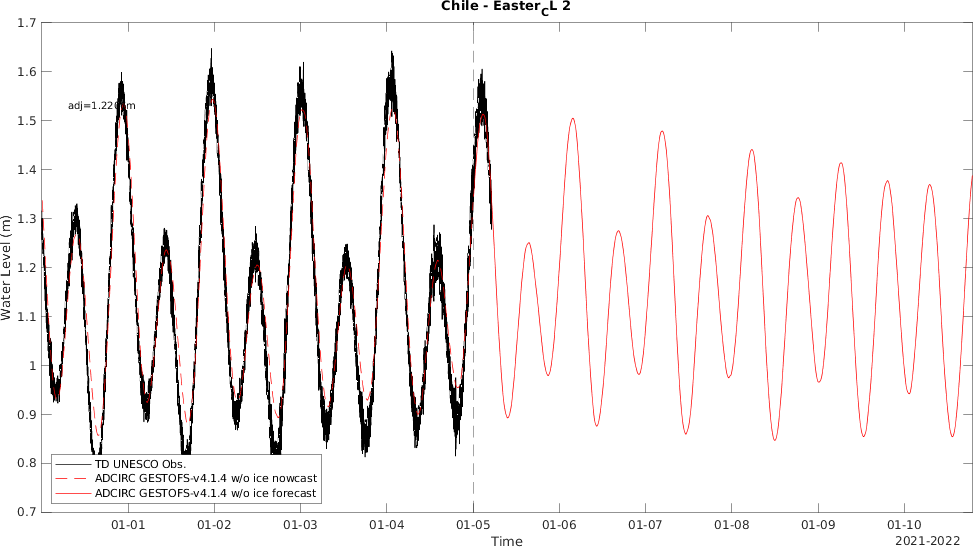 Chile - EasterCL 2
Water Level (m)
1.7
1.6
1.5
1.4
1.3
1.2
1.1
1
0.9
0.8
0.7
adj=1.220 m
TD UNESCO Obs.
ADCIRC GESTOFS-v4.1.4 w/o ice nowcast
ADCIRC GESTOFS-v4.1.4 w/o ice forecast
01-01 01-02 01-03 01-04 01-05 01-06 01-07 01-08 01-09 01-10
Time
2021-2022